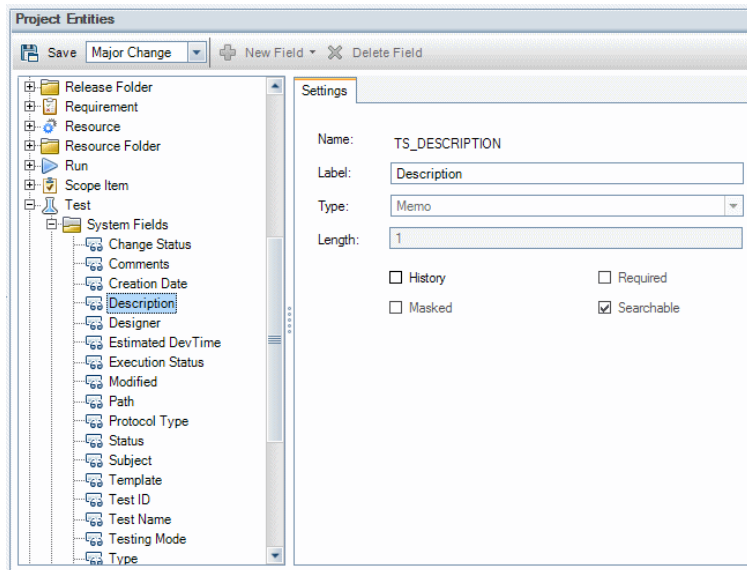 Project Entities
Save Major Change New Field Delete Field
Release Folder
Requirement
Resource
Resource Folder
Run
Scope Item
Test
System Fields
Change Status
Comments
Creation Date
Description
Designer
Estimated DevTime
Execution Status
Modified
Path
Protocol Type
Status
Subject
Template
Test ID
Test Name
Testing Mode
Type
Settings
Name: TS_DESCRIPTION
Label: Description
Type: Memo
Length: 1
History Required
Masked Searchable